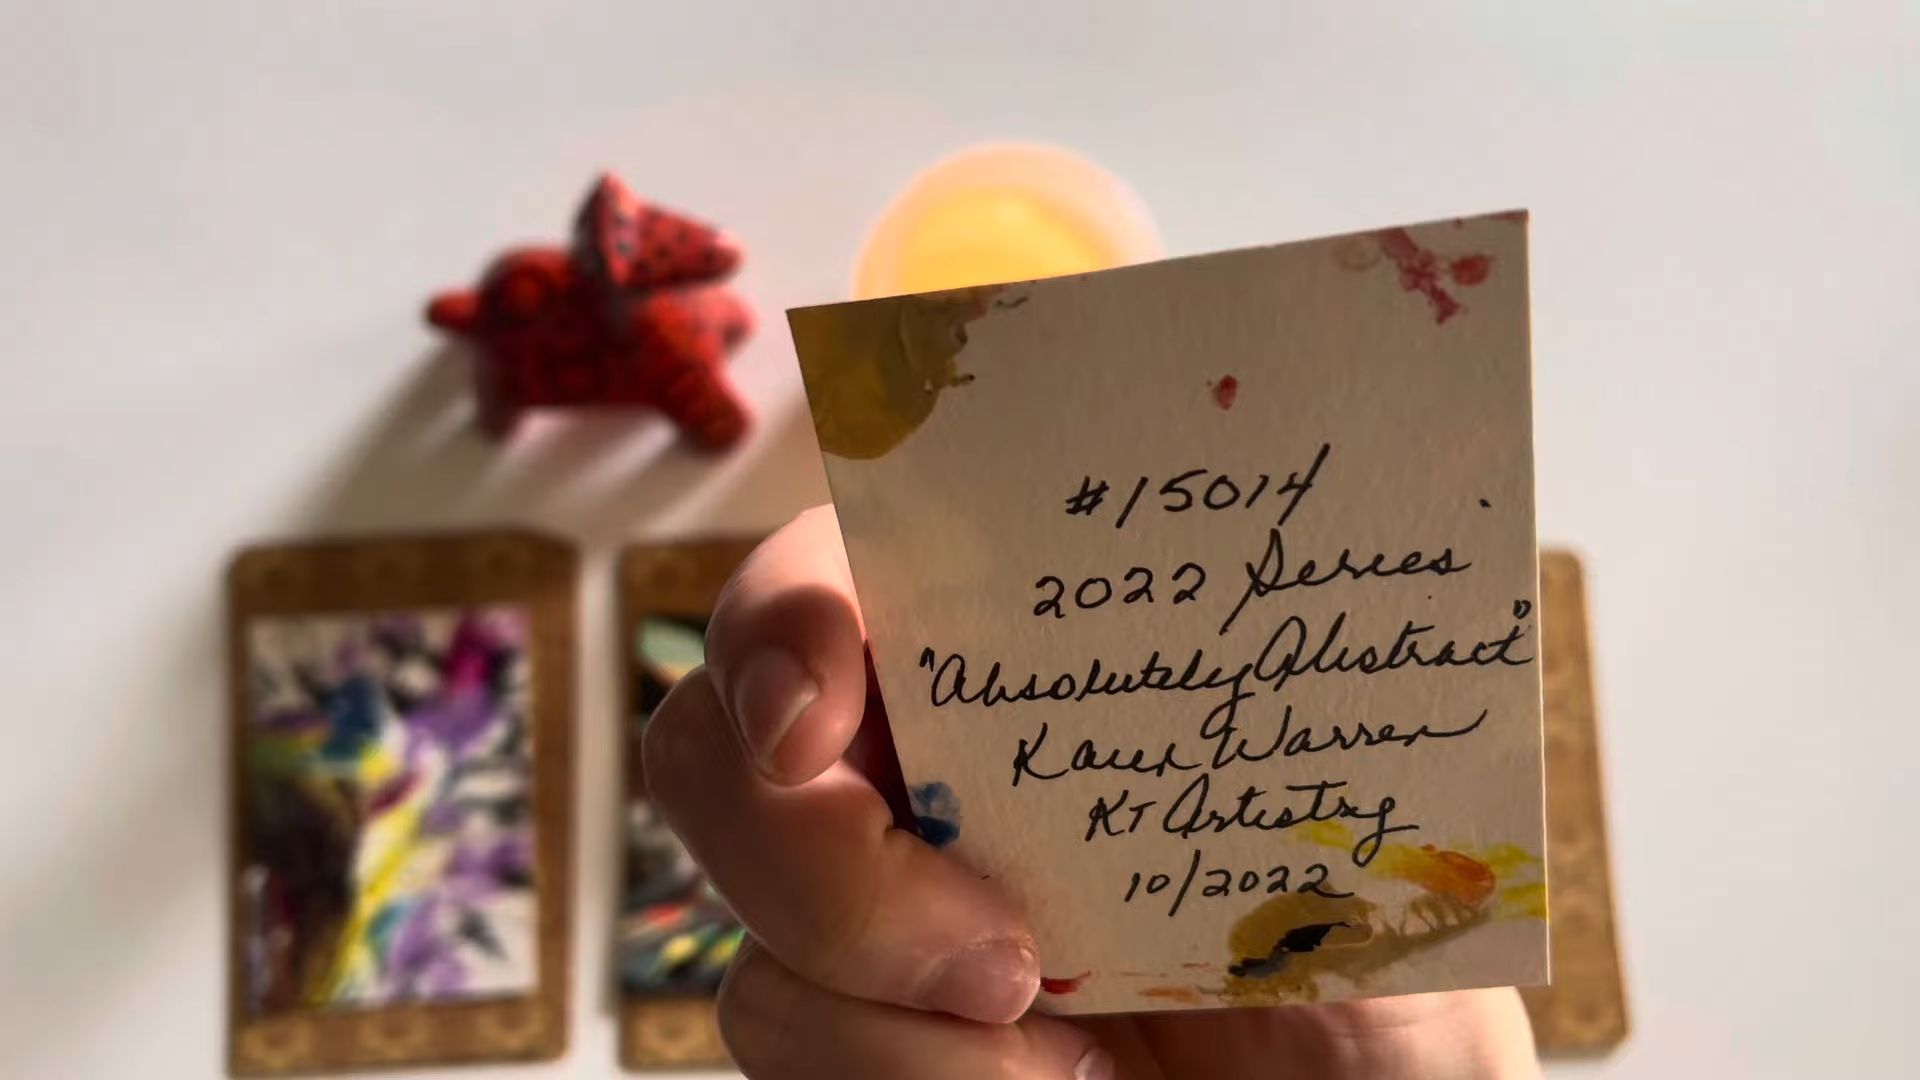 #15014
2022 Series
"Absolutely Abstract"
Karen Warren
KT Artistry
10/2022